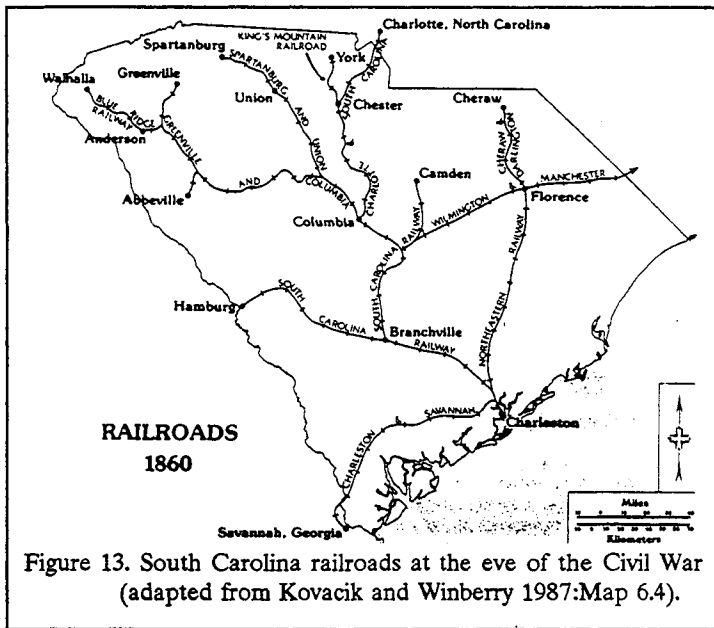 Charlotte, North Carolina
KING'S MOUNTAIN
RAILROAD
Spartanburg
York
Walhalla
Greenville
SPARTANBURG AND UNION
SOUTH CAROLINA
Union
Chester
Cheraw
BLUE RIDGE
RAILWAY
Anderson
GREENVILLE AND COLUMBIA
CHERAW
DARLINGTON
Camden
MANCHESTER
Abbeville
CHARLOTTE
Florence
WILMINGTON
Columbia
RAILWAY
SOUTH CAROLINA
NORTHEASTERN RAILWAY
Hamburg
SOUTH CAROLINA RAILWAY
Branchville
CHARLESTON SAVANNAH
Charleston
RAILROADS
1860
Savannah, Georgia
Miles
Kilometers
Figure 13. South Carolina railroads at the eve of the Civil War
(adapted from Kovacik and Winberry 1987:Map 6.4).